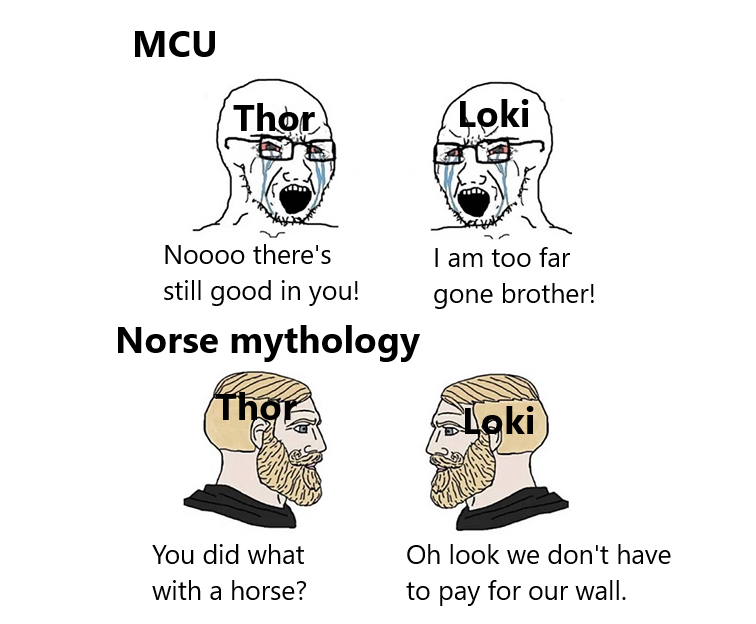 MCU
Thor
Loki
Noooo there's
still good in you!
I am too far
gone brother!
Norse mythology
Thor
Loki
You did what
with a horse?
Oh look we don't have
to pay for our wall.